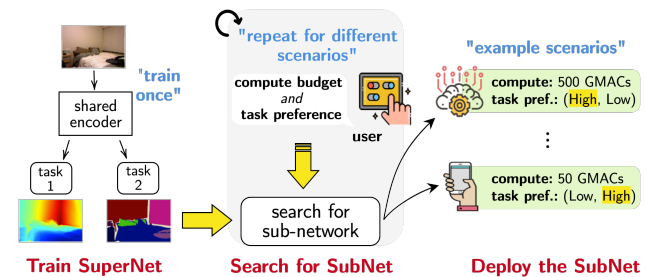 "train
once"
shared
encoder
task
1
task
2
Train SuperNet
"repeat for different
scenarios"
compute budget
and
task preference
user
search for
sub-network
Search for SubNet
"example scenarios"
compute: 500 GMACs
task pref.: (High, Low)
compute: 50 GMACs
task pref.: (Low, High)
Deploy the SubNet